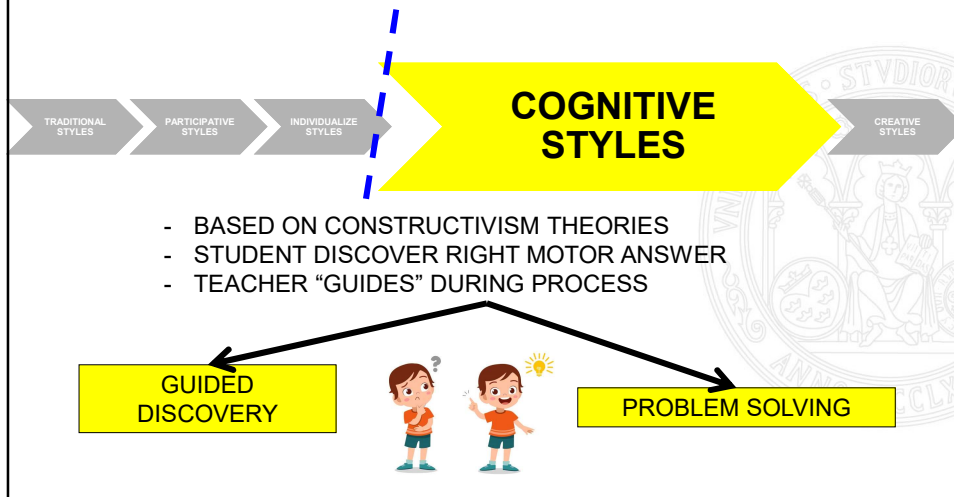 TRADITIONAL
STYLES
PARTICIPATIVE
STYLES
INDIVIDUALIZE
STYLES
COGNITIVE
STYLES
CREATIVE
STYLES
- BASED ON CONSTRUCTIVISM THEORIES
- STUDENT DISCOVER RIGHT MOTOR ANSWER
- TEACHER “GUIDES” DURING PROCESS
GUIDED
DISCOVERY
?
PROBLEM SOLVING
STVDIOR